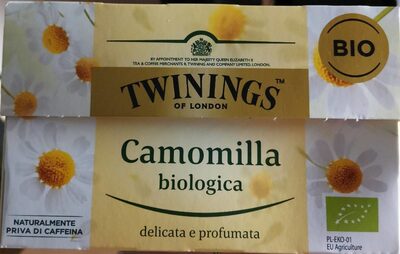 BIO
BY APPOINTMENT TO HER MAJESTY QUEEN ELIZABETH II
TEA & COFFEE MERCHANTS R. TWINING AND COMPANY LIMITED, LONDON.
TWININGS™
OF LONDON
Camomilla
biologica
delicata e profumata
NATURALMENTE
PRIVA DI CAFFEINA
PL-EKO-01
EU Agriculture